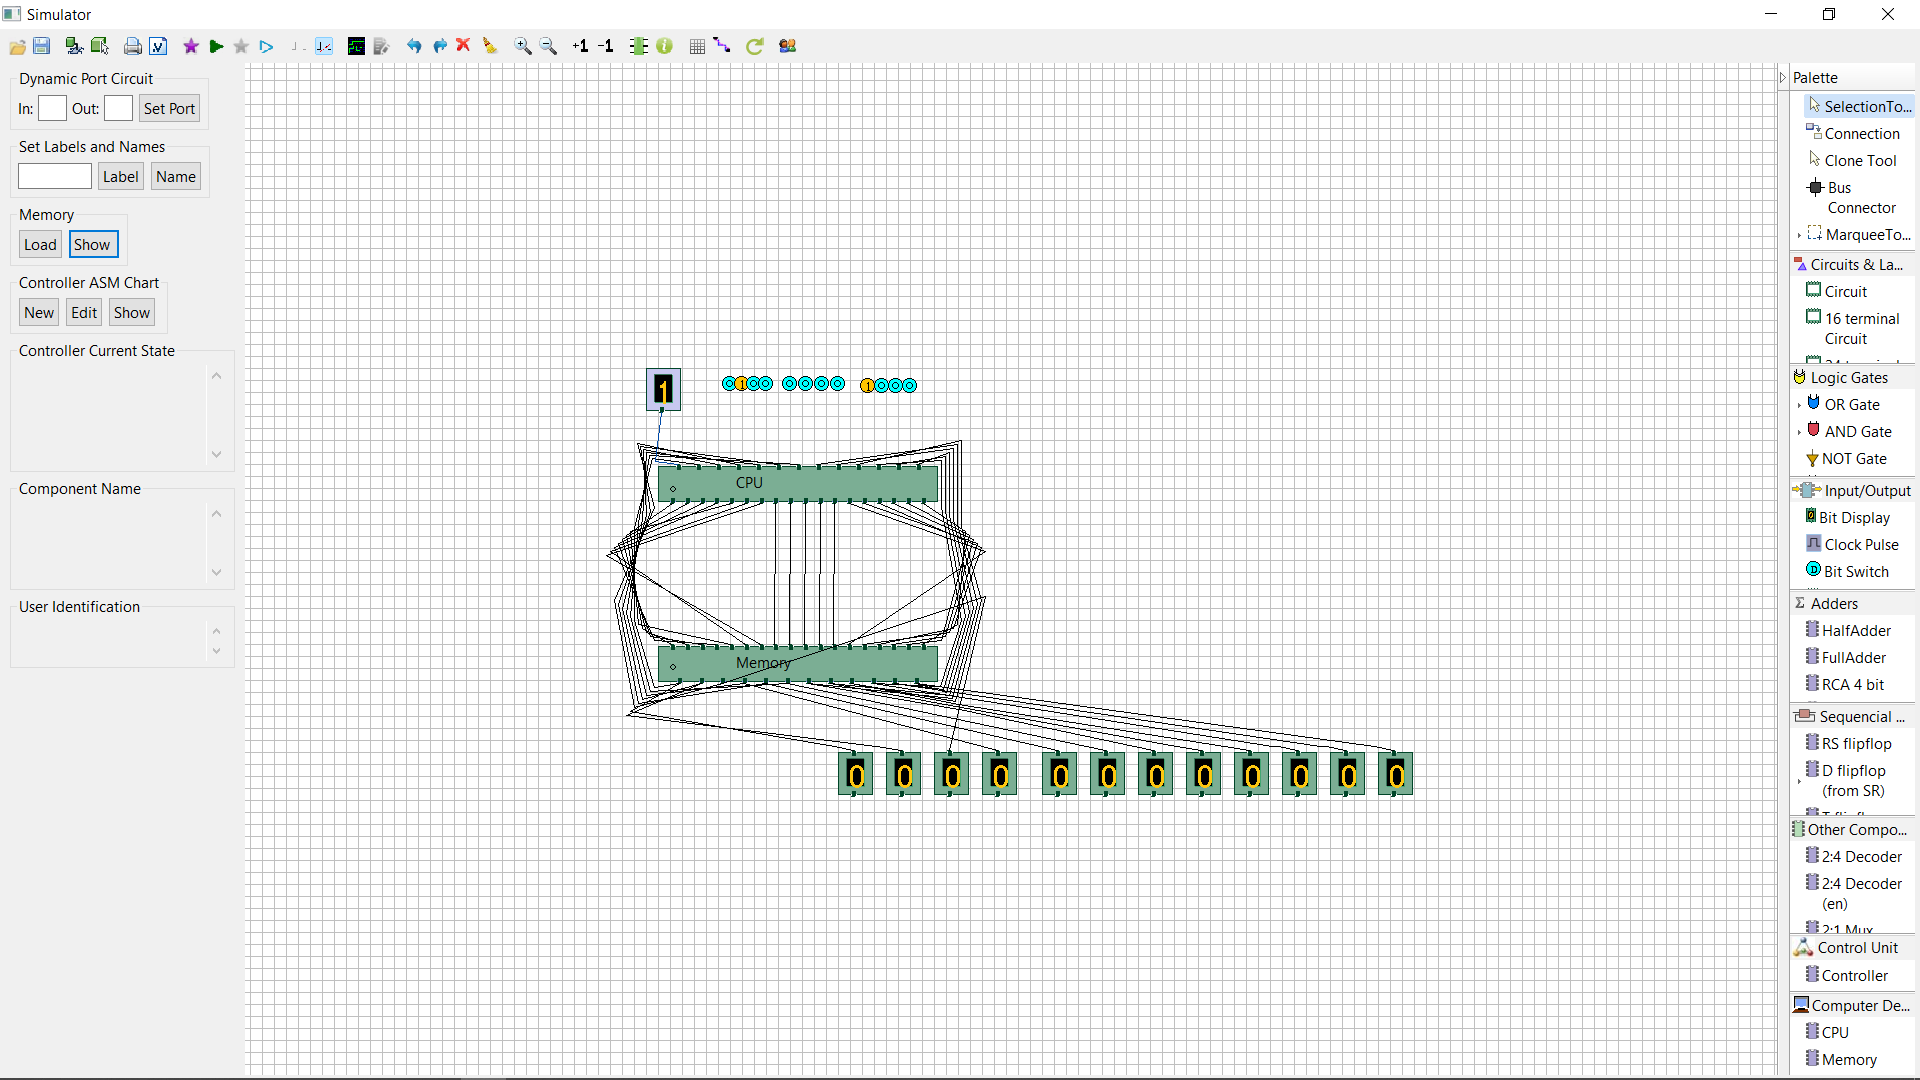 Simulator
+1 -1
Dynamic Port Circuit
In: Out: Set Port
Set Labels and Names
Label Name
Memory
Load Show
Controller ASM Chart
New Edit Show
Controller Current State
Component Name
User Identification
1
1
1
CPU
Memory
0 0 0 0 0 0 0 0 0 0 0 0
Palette
SelectionTo...
Connection
Clone Tool
Bus
Connector
MarqueeTo...
Circuits & La...
Circuit
16 terminal
Circuit
Logic Gates
OR Gate
AND Gate
NOT Gate
Input/Output
Bit Display
Clock Pulse
D Bit Switch
Σ Adders
HalfAdder
FullAdder
RCA 4 bit
Sequencial ...
RS flipflop
D flipflop
(from SR)
Other Compo...
2:4 Decoder
2:4 Decoder
(en)
2:1 Mux
Control Unit
Controller
Computer De...
CPU
Memory